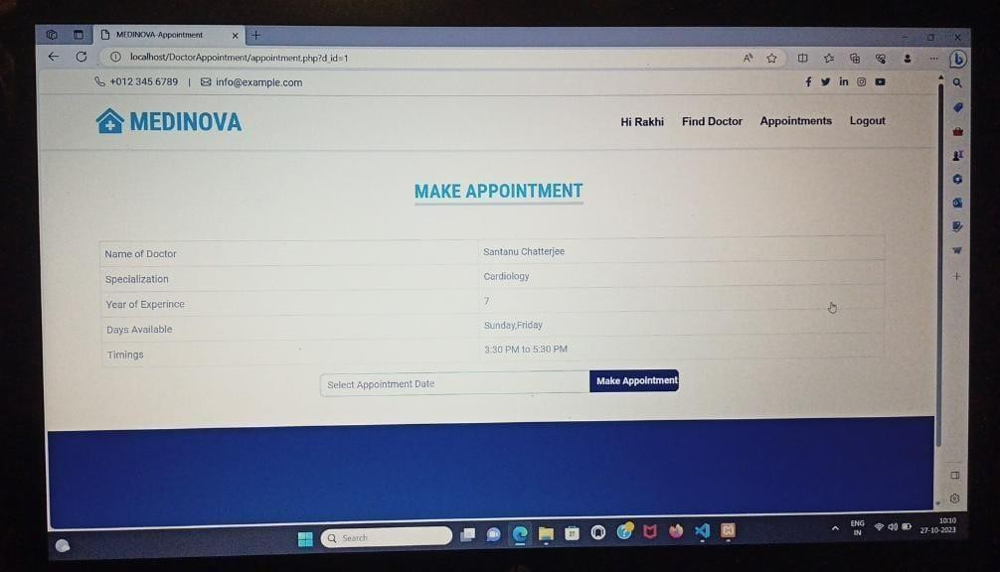 MEDINOVA-Appointment
localhost/DoctorAppointment/appointment.php?d_id=1
+012 345 6789 | info@example.com
MEDINOVA
Hi Rakhi Find Doctor Appointments Logout
MAKE APPOINTMENT
Name of Doctor Santanu Chatterjee
Specialization Cardiology
Year of Experince 7
Days Available Sunday,Friday
Timings 3:30 PM to 5:30 PM
Select Appointment Date Make Appointment
Search
ENG
IN
10:10
27-10-2023